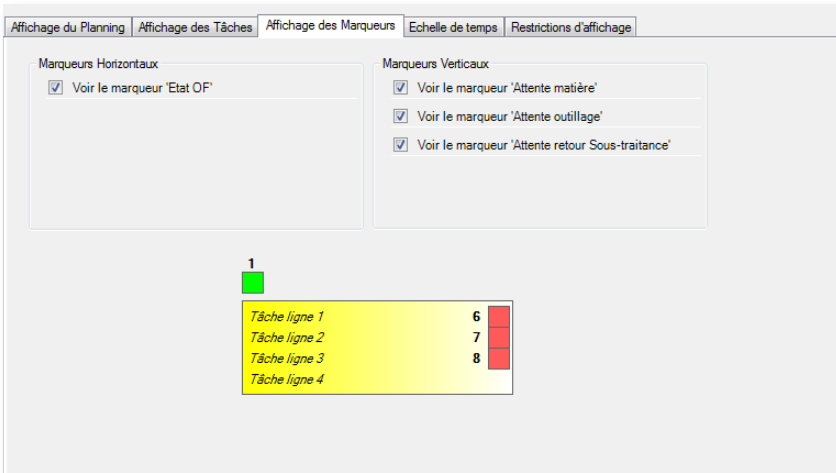 Affichage du Planning Affichage des Tâches Affichage des Marqueurs Echelle de temps Restrictions d'affichage
Marqueurs Horizontaux
Voir le marqueur 'Etat OF'
Marqueurs Verticaux
Voir le marqueur 'Attente matière'
Voir le marqueur 'Attente outillage'
Voir le marqueur 'Attente retour Sous-traitance'
1
Tâche ligne 1 6
Tâche ligne 2 7
Tâche ligne 3 8
Tâche ligne 4